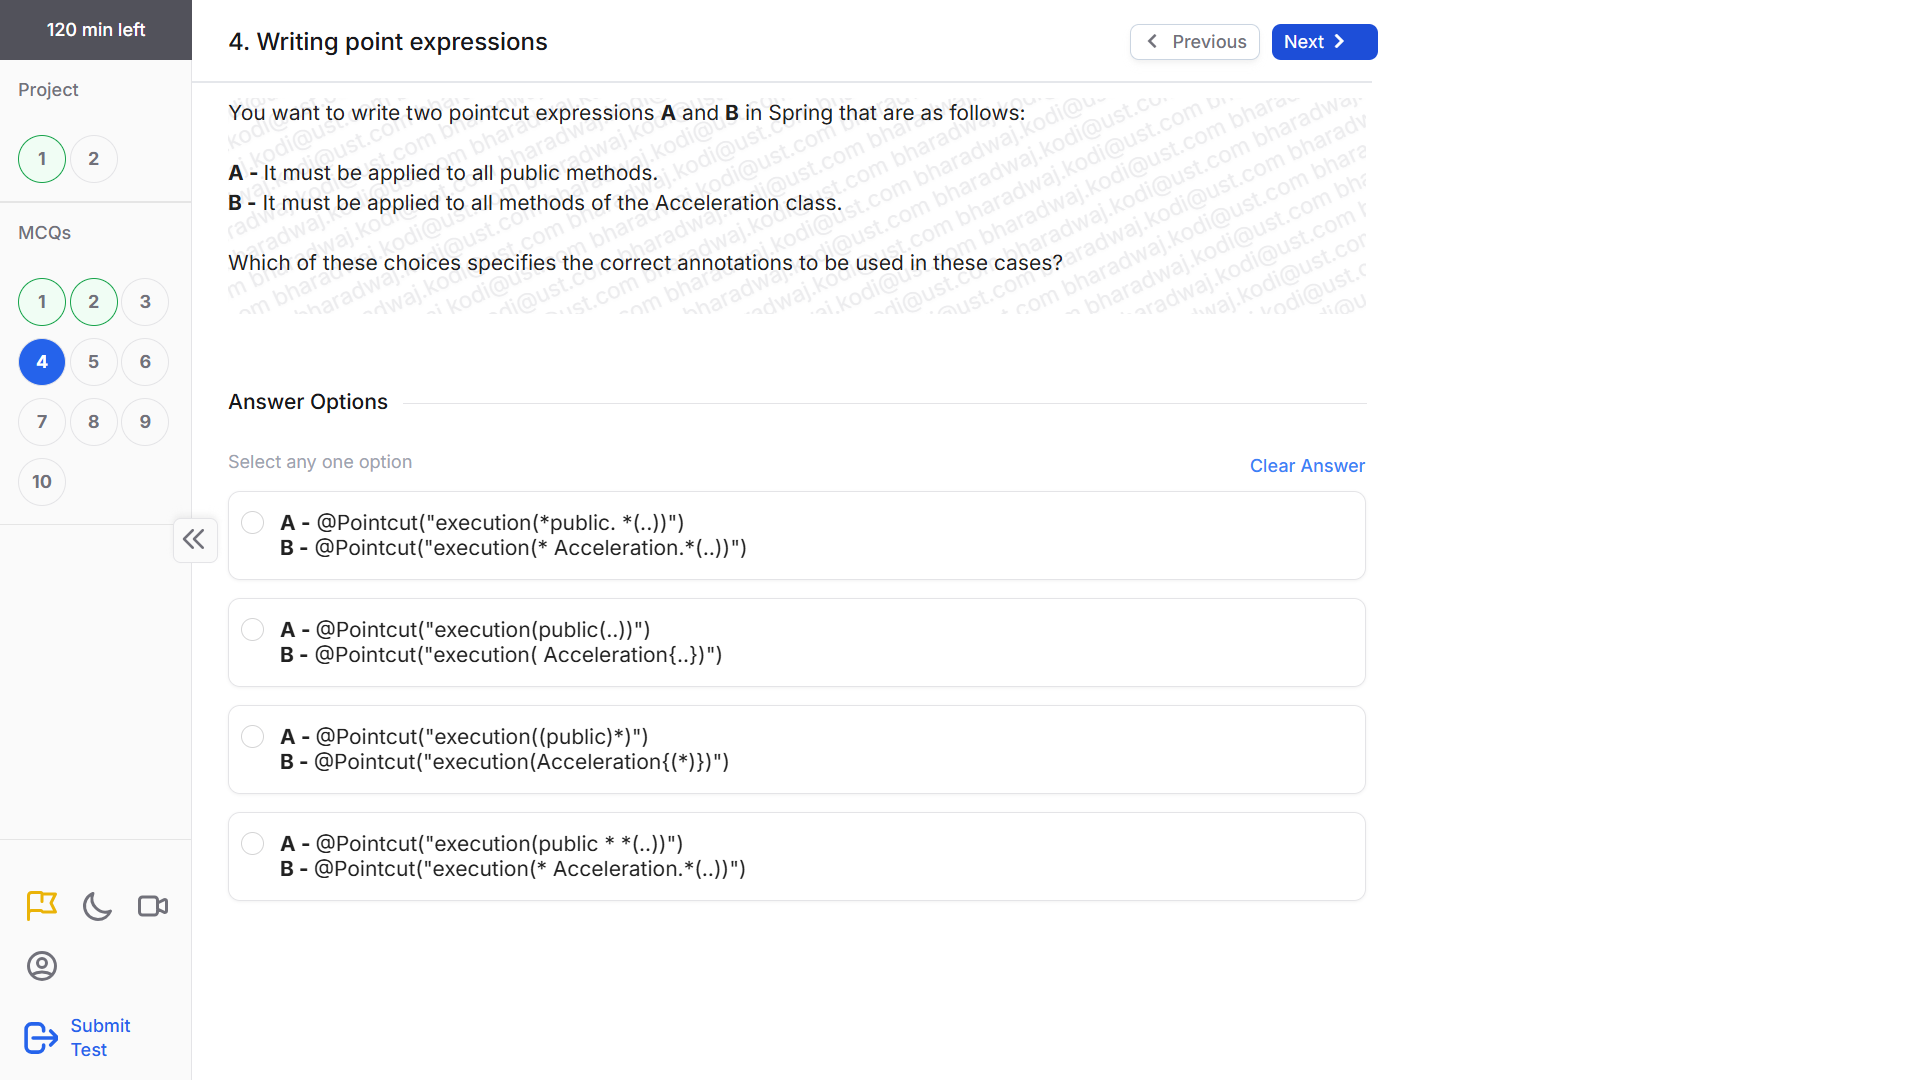 120 min left
4. Writing point expressions
Previous
Next
Project
1
2
MCQs
1
2
3
4
5
6
7
8
9
10
You want to write two pointcut expressions A and B in Spring that are as follows:
A - It must be applied to all public methods.
B - It must be applied to all methods of the Acceleration class.
Which of these choices specifies the correct annotations to be used in these cases?
bharadwaj.kodi@ust.com
Answer Options
Select any one option
Clear Answer
A - @Pointcut("execution(*public. *(..))")
B - @Pointcut("execution(* Acceleration.*(..))")
A - @Pointcut("execution(public(..))")
B - @Pointcut("execution( Acceleration{..})")
A - @Pointcut("execution((public)*)")
B - @Pointcut("execution(Acceleration{(*)})")
A - @Pointcut("execution(public * *(..))")
B - @Pointcut("execution(* Acceleration.*(..))")
Submit
Test